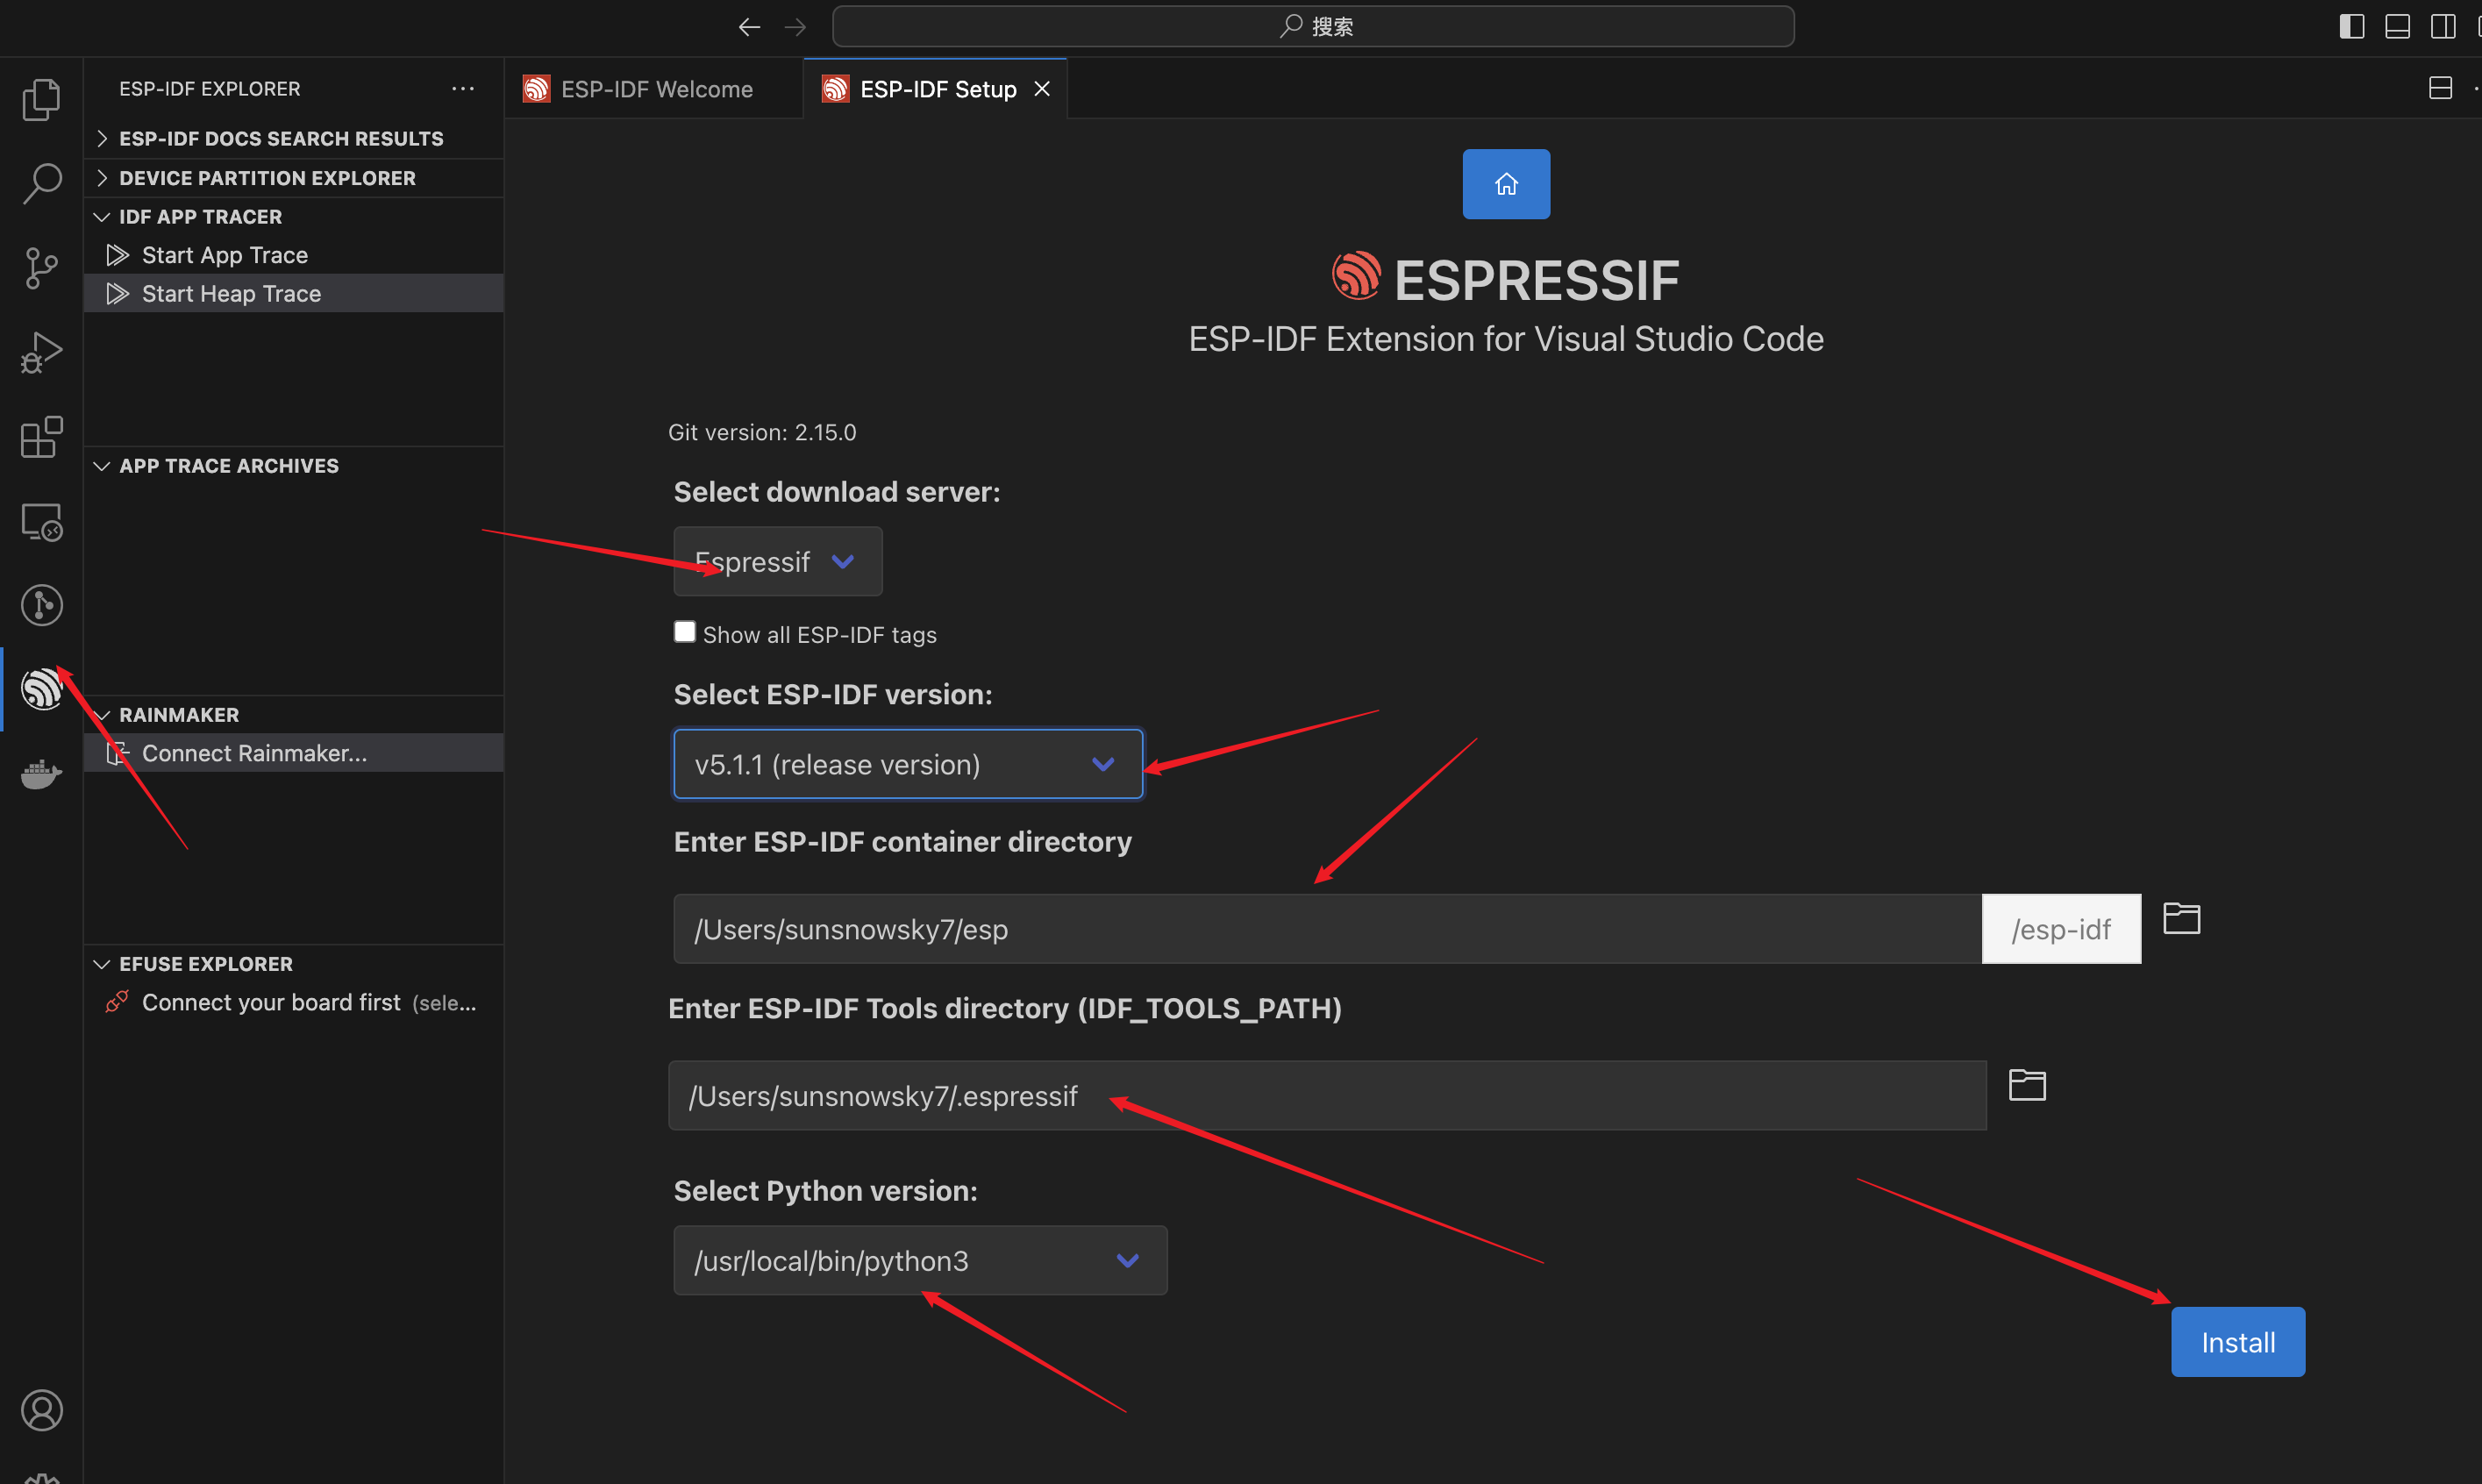 搜索
ESP-IDF EXPLORER
ESP-IDF DOCS SEARCH RESULTS
DEVICE PARTITION EXPLORER
IDF APP TRACER
Start App Trace
Start Heap Trace
APP TRACE ARCHIVES
RAINMAKER
Connect Rainmaker...
EFUSE EXPLORER
Connect your board first (sele...
ESP-IDF Welcome
ESP-IDF Setup
ESPRESSIF
ESP-IDF Extension for Visual Studio Code
Git version: 2.15.0
Select download server:
Espressif
Show all ESP-IDF tags
Select ESP-IDF version:
v5.1.1 (release version)
Enter ESP-IDF container directory
/Users/sunsnowsky7/esp
/esp-idf
Enter ESP-IDF Tools directory (IDF_TOOLS_PATH)
/Users/sunsnowsky7/.espressif
Select Python version:
/usr/local/bin/python3
Install